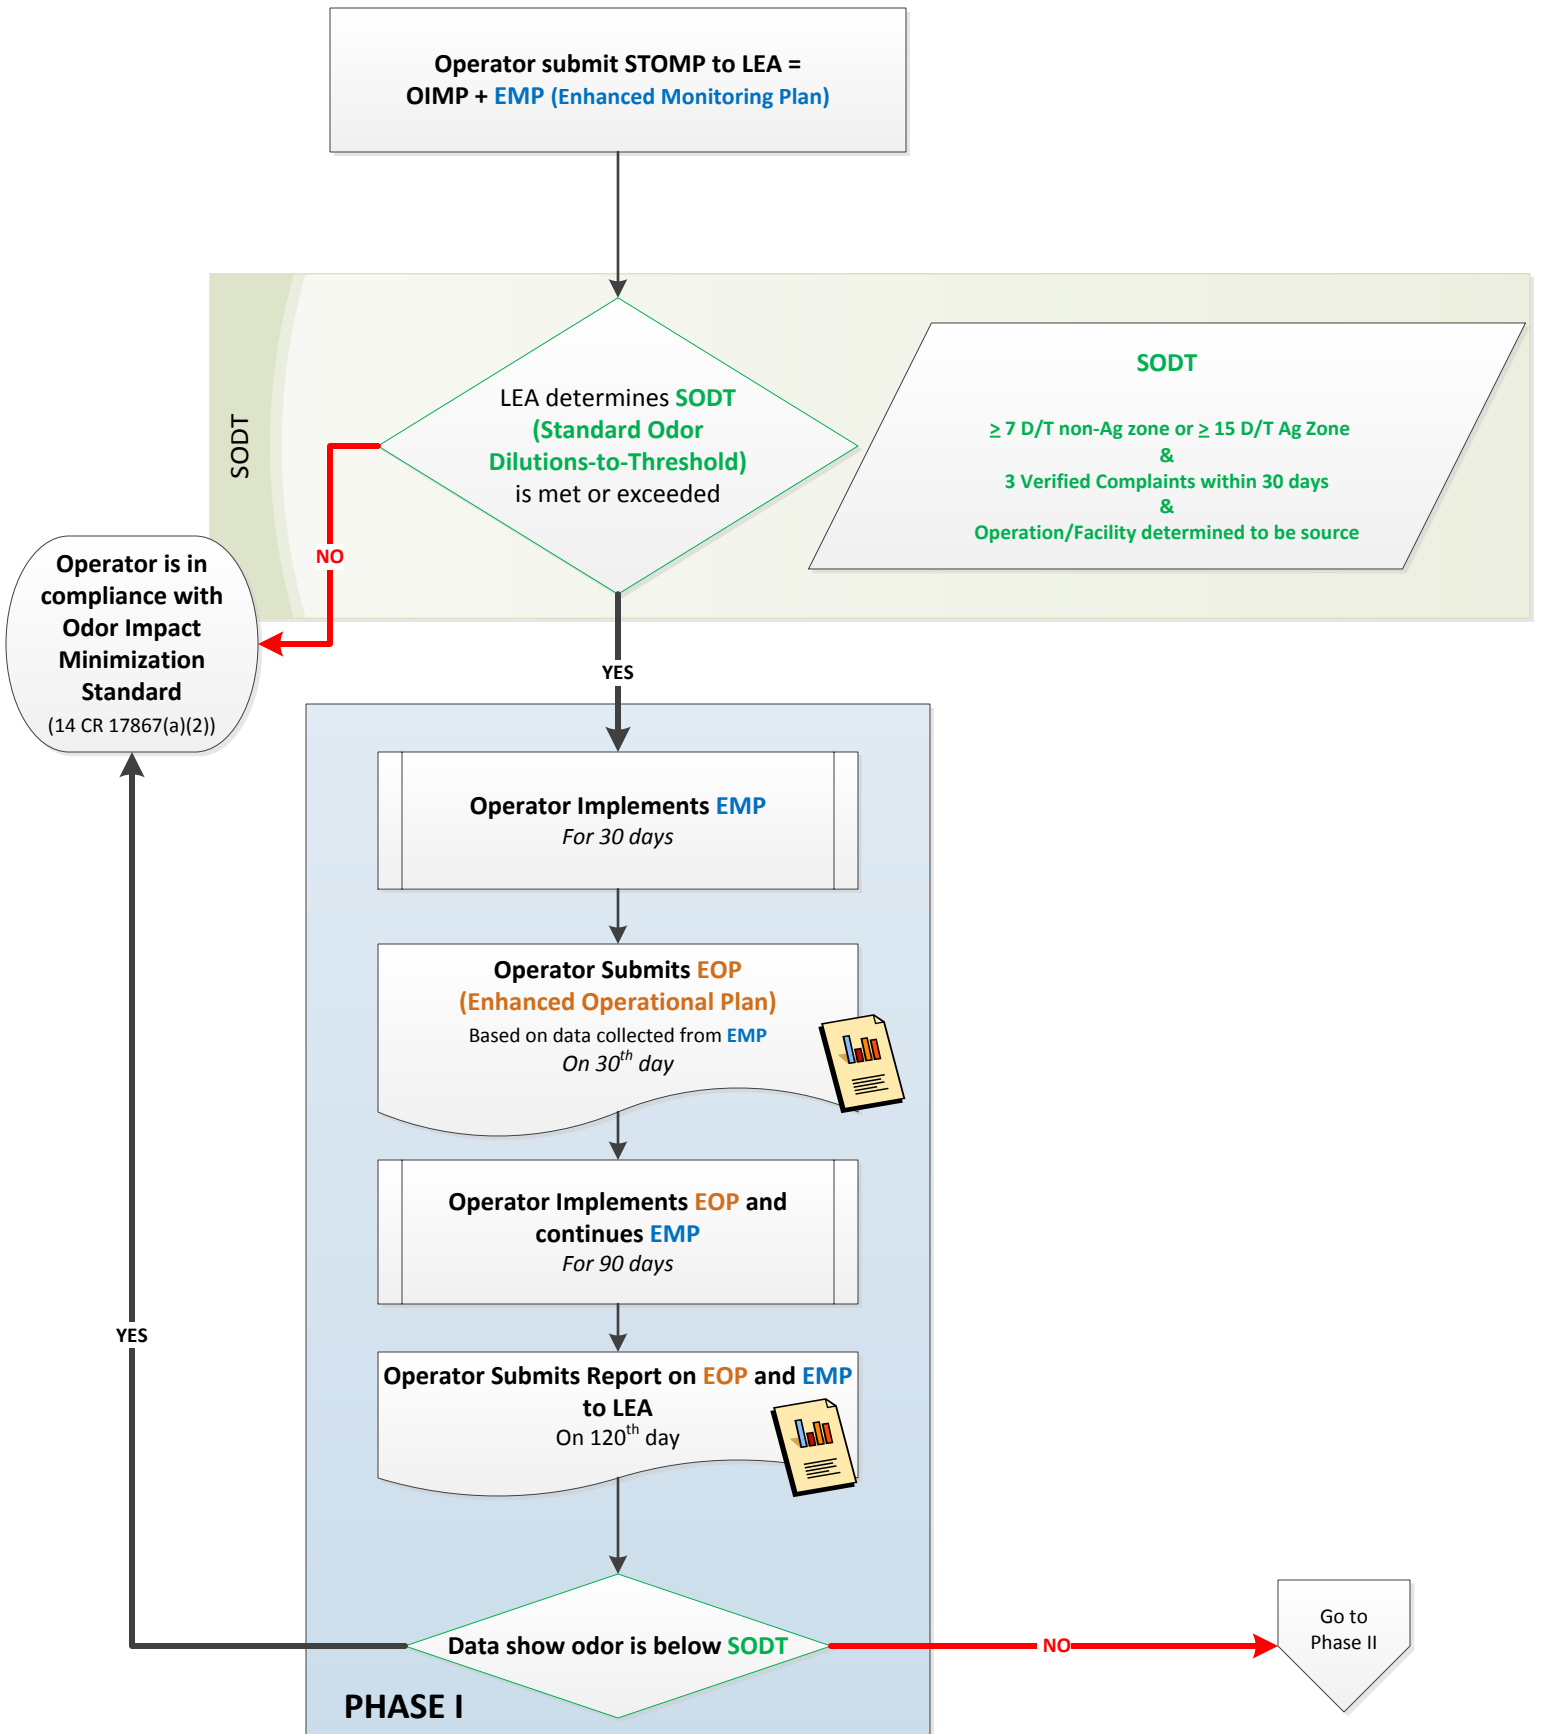 Operator submit STOMP to LEA =
OIMP + EMP (Enhanced Monitoring Plan)
SODT
LEA determines SODT
(Standard Odor
Dilutions-to-Threshold)
is met or exceeded
SODT
≥ 7 D/T non-Ag zone or ≥ 15 D/T Ag Zone
&
3 Verified Complaints within 30 days
&
Operation/Facility determined to be source
NO
Operator is in
compliance with
Odor Impact
Minimization
Standard
(14 CR 17867(a)(2))
YES
Operator Implements EMP
For 30 days
Operator Submits EOP
(Enhanced Operational Plan)
Based on data collected from EMP
On 30th day
Operator Implements EOP and
continues EMP
For 90 days
YES
Operator Submits Report on EOP and EMP
to LEA
On 120th day
Data show odor is below SODT
NO
Go to
Phase II
PHASE I